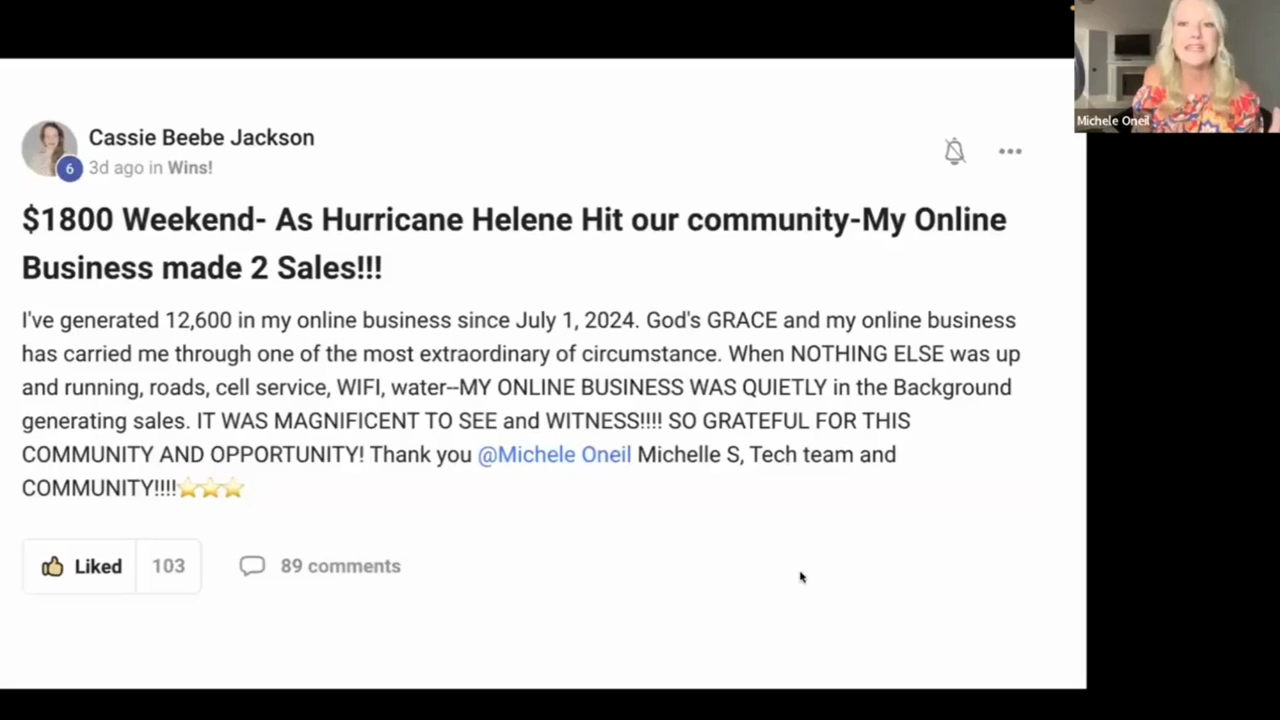 Michele Oneil
Cassie Beebe Jackson
6
3d ago in Wins!
$1800 Weekend- As Hurricane Helene Hit our community-My Online
Business made 2 Sales!!!
I've generated 12,600 in my online business since July 1, 2024. God's GRACE and my online business
has carried me through one of the most extraordinary of circumstance. When NOTHING ELSE was up
and running, roads, cell service, WIFI, water--MY ONLINE BUSINESS WAS QUIETLY in the Background
generating sales. IT WAS MAGNIFICENT TO SEE and WITNESS!!!! SO GRATEFUL FOR THIS
COMMUNITY AND OPPORTUNITY! Thank you @Michele Oneil Michelle S, Tech team and
COMMUNITY!!!!⭐⭐⭐
Liked 103 89 comments